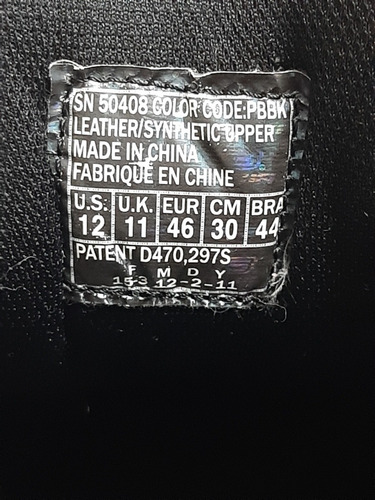 SN 50408 COLOR CODE:PBBK
LEATHER/SYNTHETIC UPPER
MADE IN CHINA
FABRIQUE EN CHINE
U.S: U.K: EUR CM BRA
12 11 46 30 44
PATENT D470,297S
F M D Y
153 12-2-11